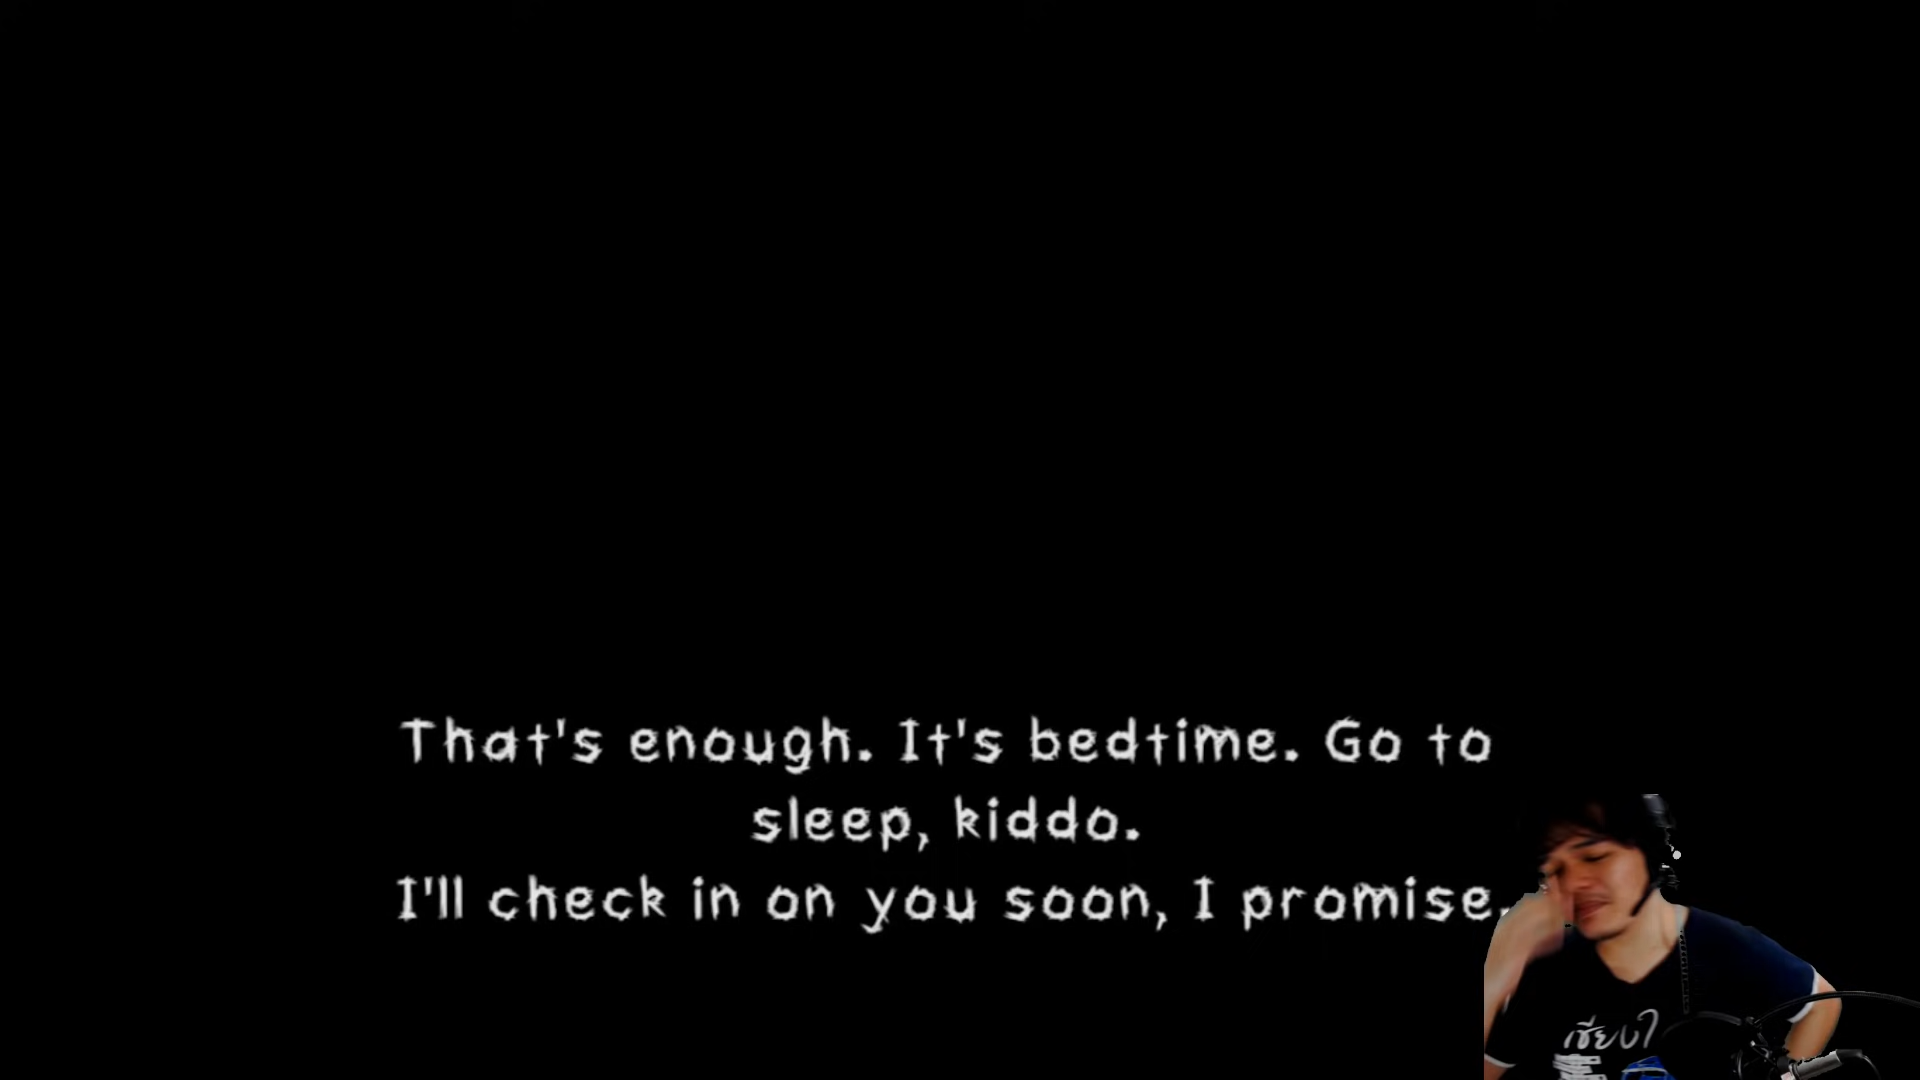 That's enough. It's bedtime. Go to
sleep, kiddo.
I'll check in on you soon, I promise.